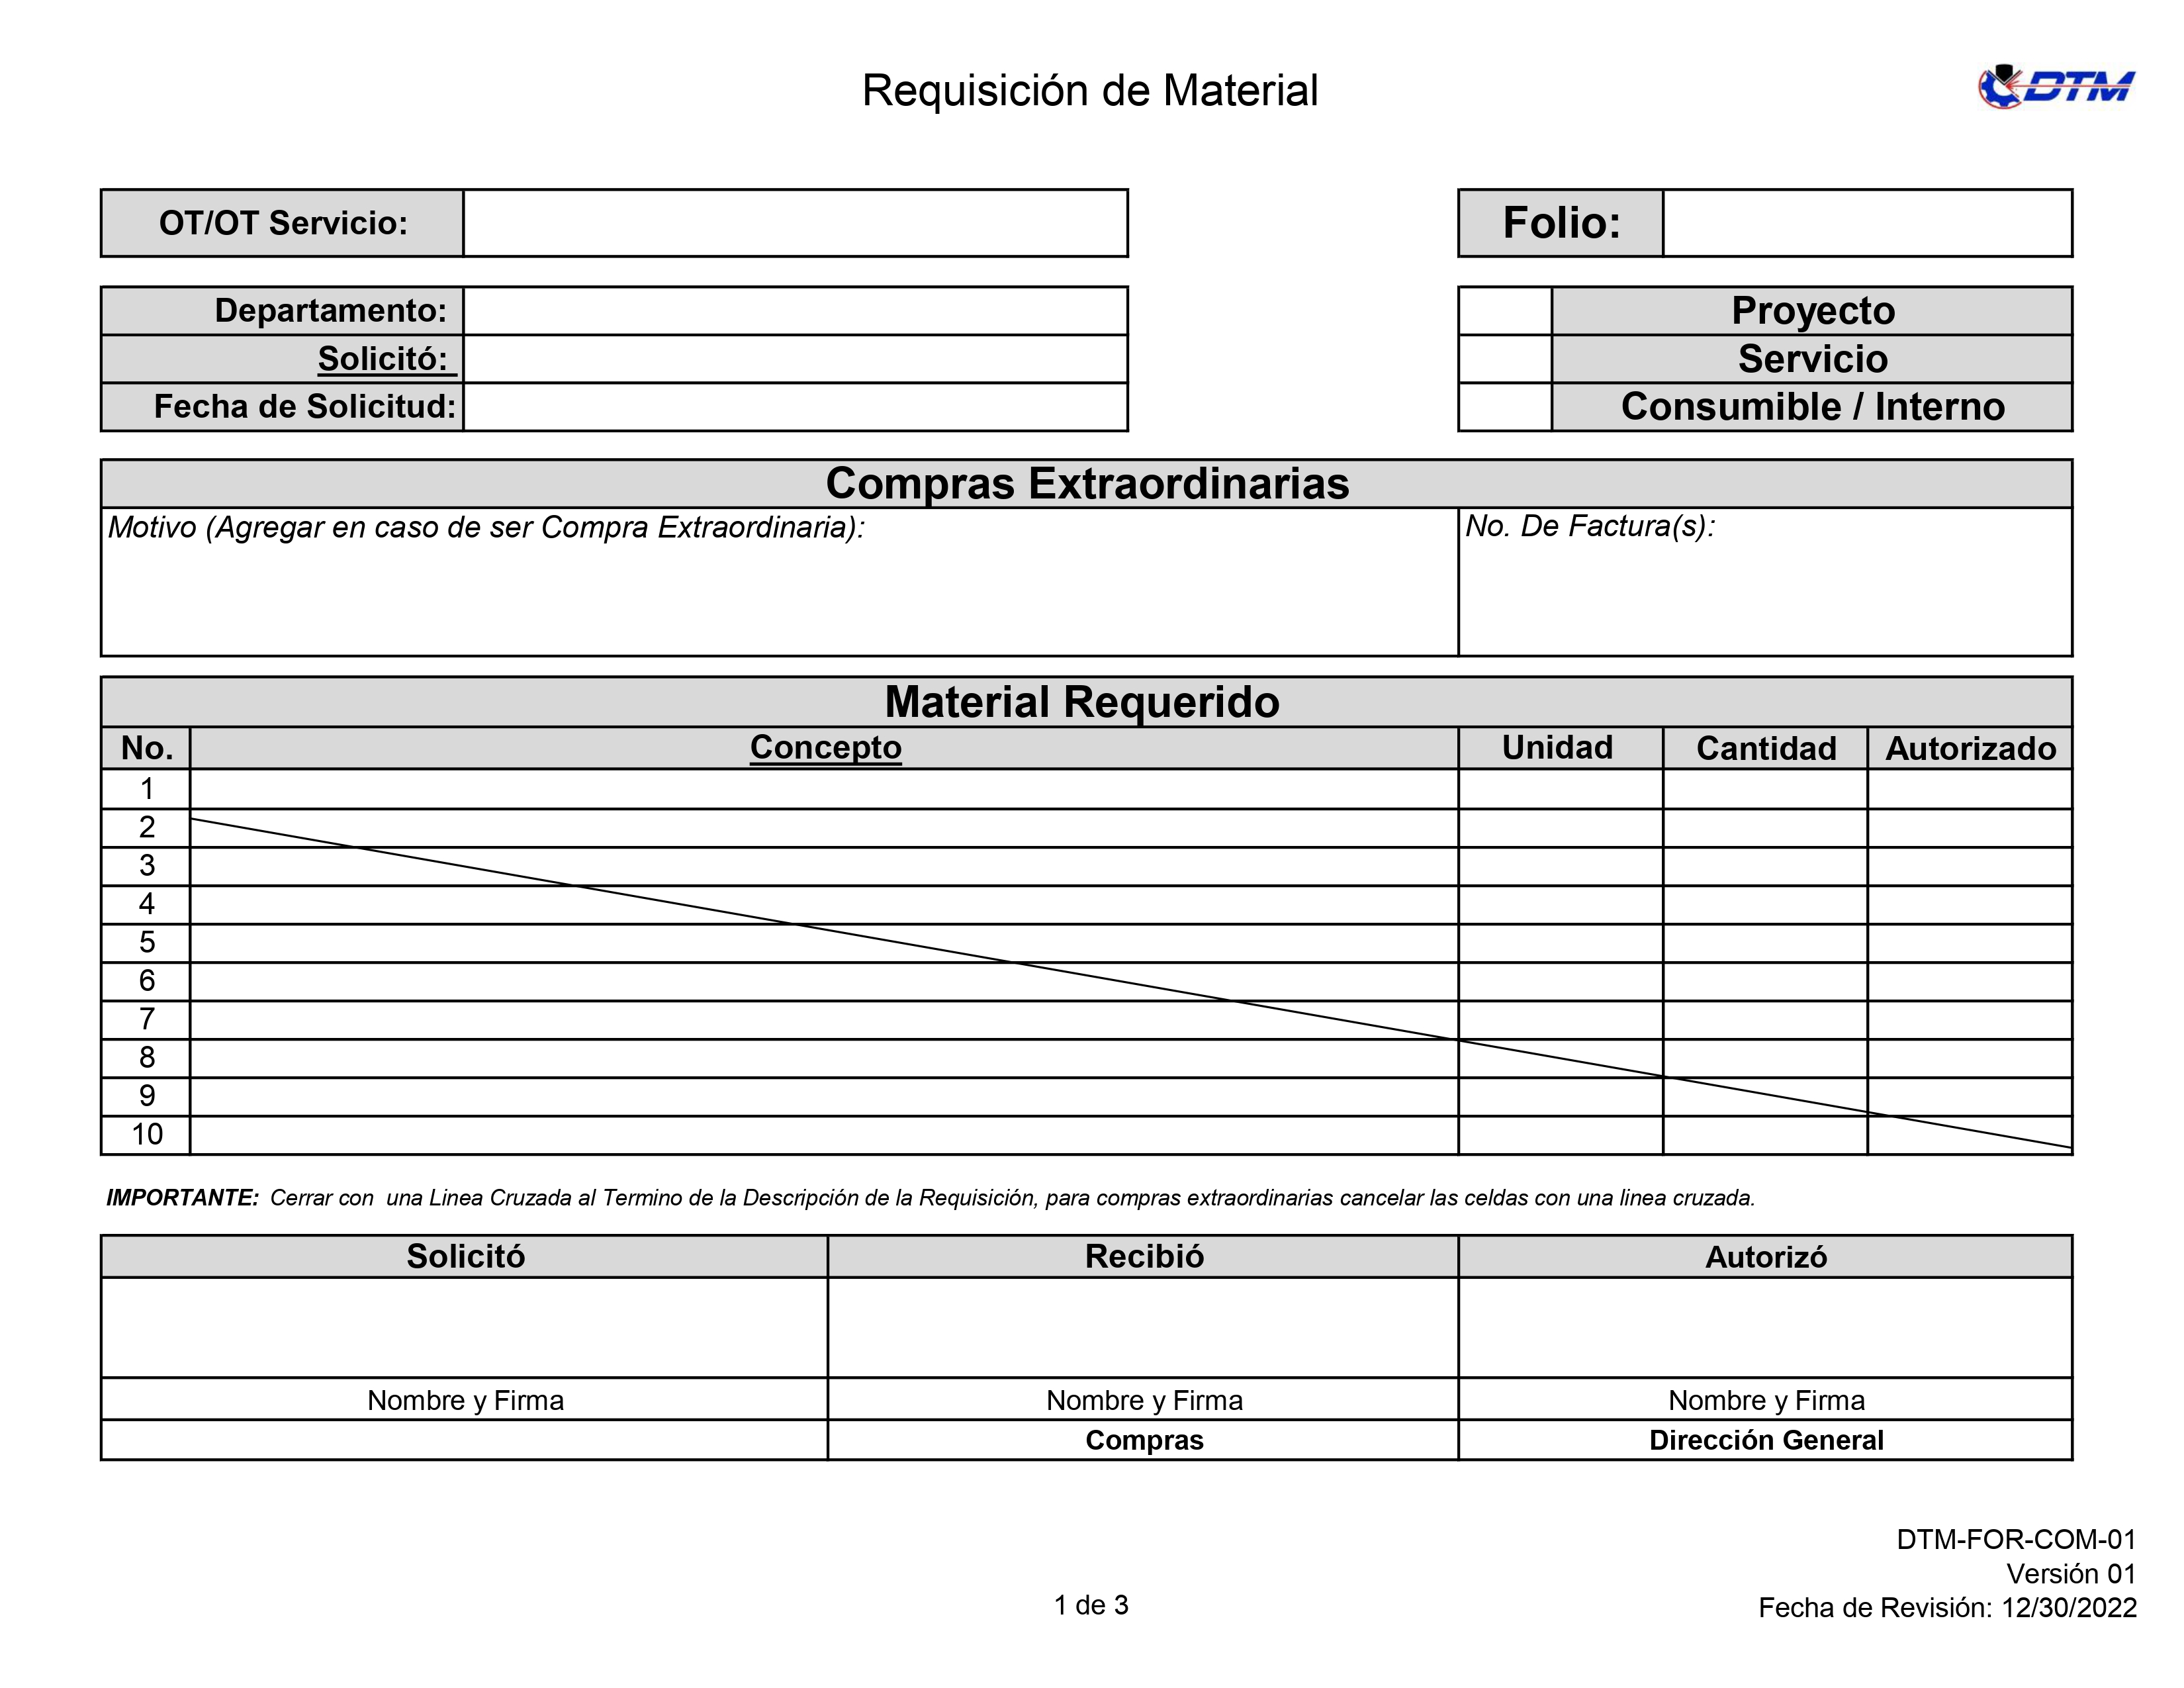 Requisición de Material
DTM
OT/OT Servicio:
Folio:
Departamento:
Proyecto
Solicitó:
Servicio
Fecha de Solicitud:
Consumible / Interno
Compras Extraordinarias
Motivo (Agregar en caso de ser Compra Extraordinaria):
No. De Factura(s):
Material Requerido
No. Concepto Unidad Cantidad Autorizado
1
2
3
4
5
6
7
8
9
10
IMPORTANTE: Cerrar con una Linea Cruzada al Termino de la Descripción de la Requisición, para compras extraordinarias cancelar las celdas con una linea cruzada.
Solicitó Recibió Autorizó
Nombre y Firma Nombre y Firma Nombre y Firma
Compras Dirección General
DTM-FOR-COM-01
Versión 01
1 de 3
Fecha de Revisión: 12/30/2022